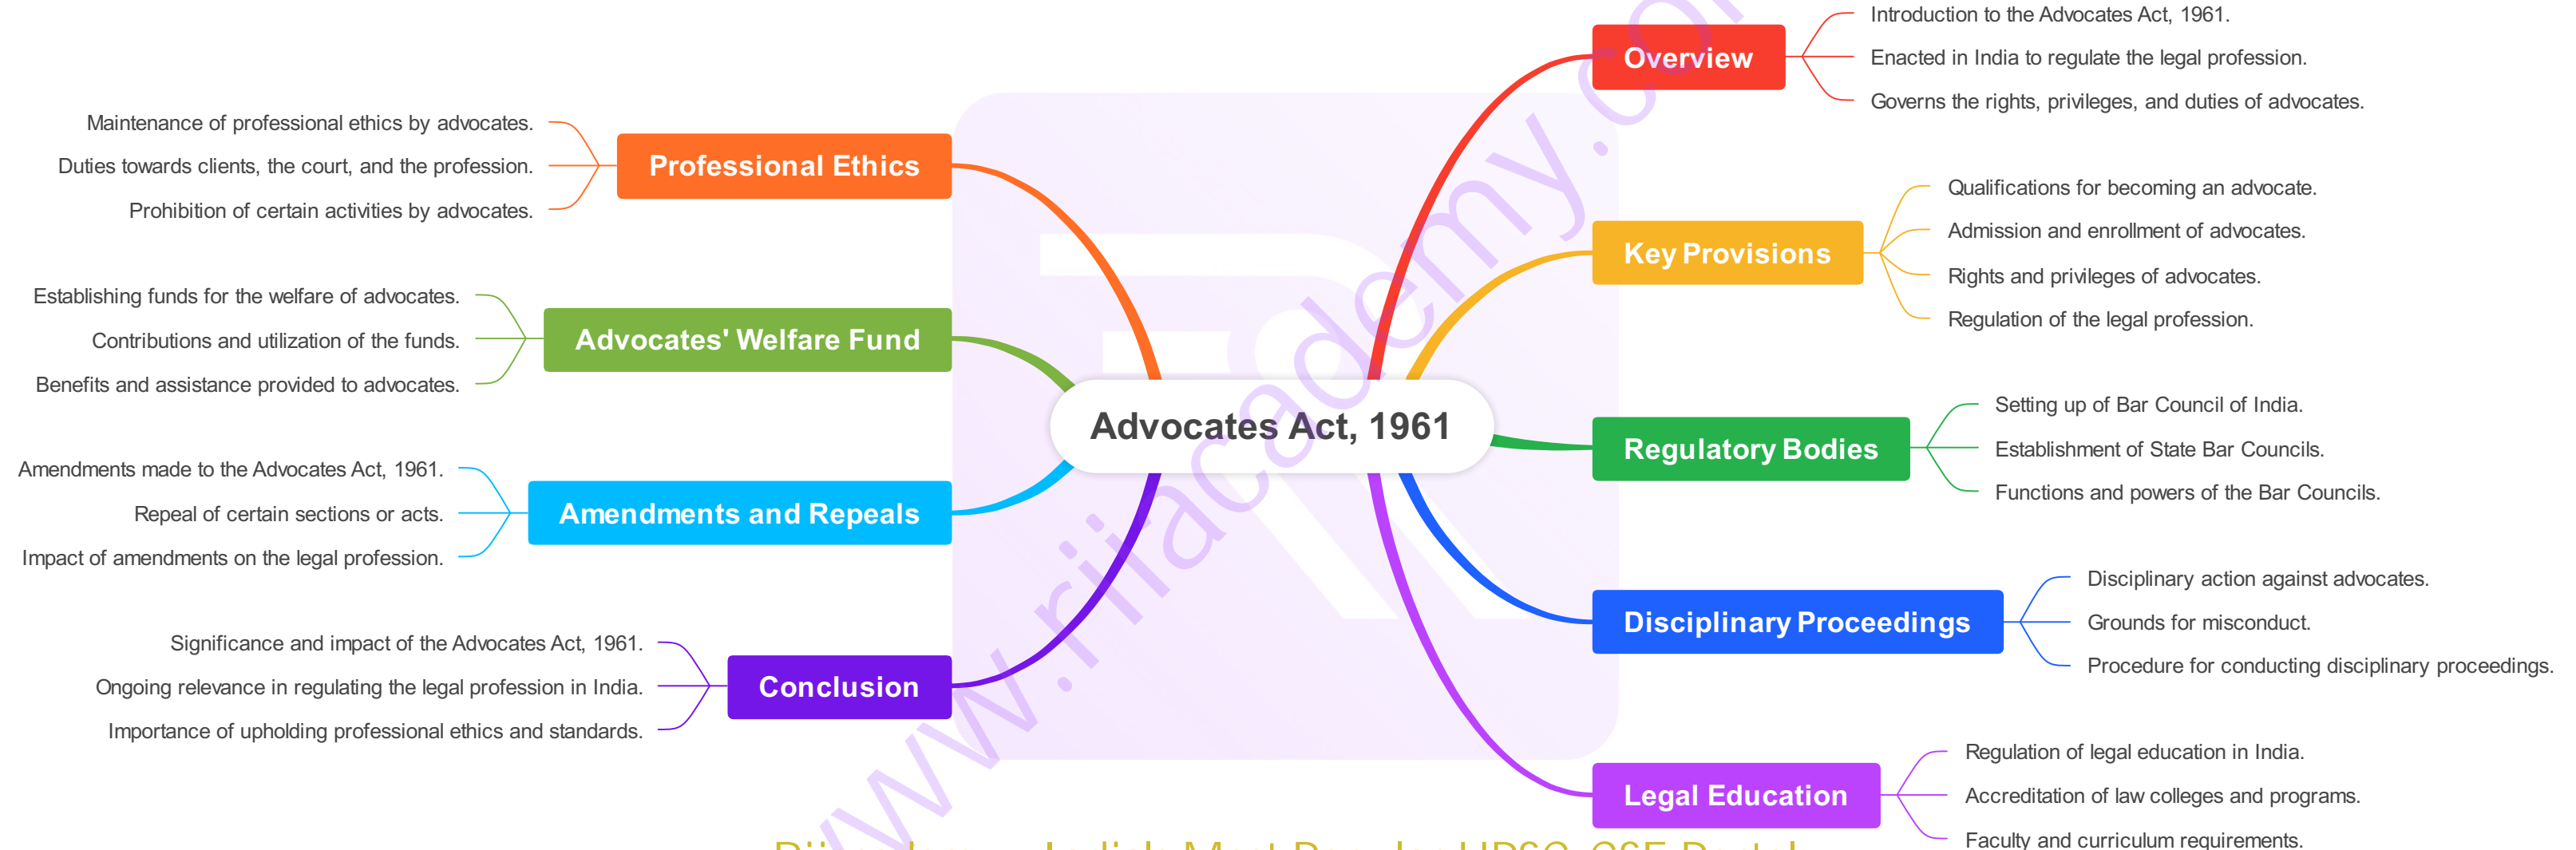 Advocates Act, 1961
Overview
Introduction to the Advocates Act, 1961.
Enacted in India to regulate the legal profession.
Governs the rights, privileges, and duties of advocates.
Key Provisions
Qualifications for becoming an advocate.
Admission and enrollment of advocates.
Rights and privileges of advocates.
Regulation of the legal profession.
Regulatory Bodies
Setting up of Bar Council of India.
Establishment of State Bar Councils.
Functions and powers of the Bar Councils.
Disciplinary Proceedings
Disciplinary action against advocates.
Grounds for misconduct.
Procedure for conducting disciplinary proceedings.
Legal Education
Regulation of legal education in India.
Accreditation of law colleges and programs.
Faculty and curriculum requirements.
Professional Ethics
Maintenance of professional ethics by advocates.
Duties towards clients, the court, and the profession.
Prohibition of certain activities by advocates.
Advocates' Welfare Fund
Establishing funds for the welfare of advocates.
Contributions and utilization of the funds.
Benefits and assistance provided to advocates.
Amendments and Repeals
Amendments made to the Advocates Act, 1961.
Repeal of certain sections or acts.
Impact of amendments on the legal profession.
Conclusion
Significance and impact of the Advocates Act, 1961.
Ongoing relevance in regulating the legal profession in India.
Importance of upholding professional ethics and standards.